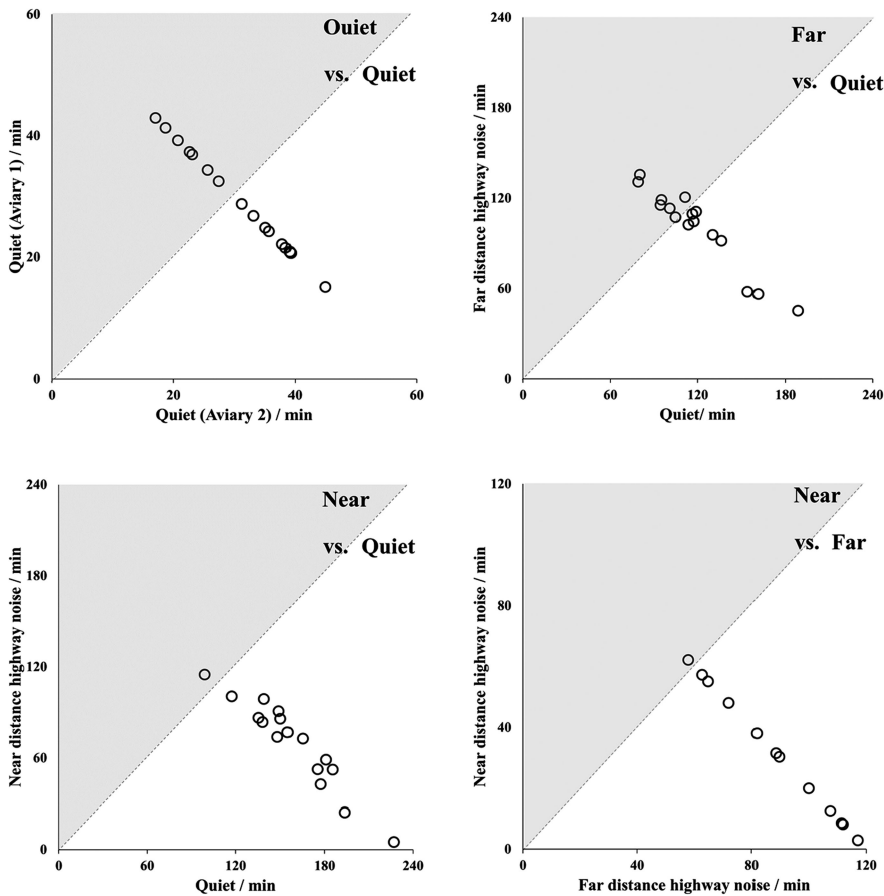 60
40
20
0
Quiet (Aviary 1) / min
Ouiet
vs. Quiet
0 20 40 60
Quiet (Aviary 2) / min
240
180
120
60
0
Far distance highway noise / min
Far
vs. Quiet
0 60 120 180 240
Quiet/ min
240
180
120
60
0
Near distance highway noise / min
Near
vs. Quiet
0 60 120 180 240
Quiet / min
120
80
40
0
Near distance highway noise / min
Near
vs. Far
0 40 80 120
Far distance highway noise / min